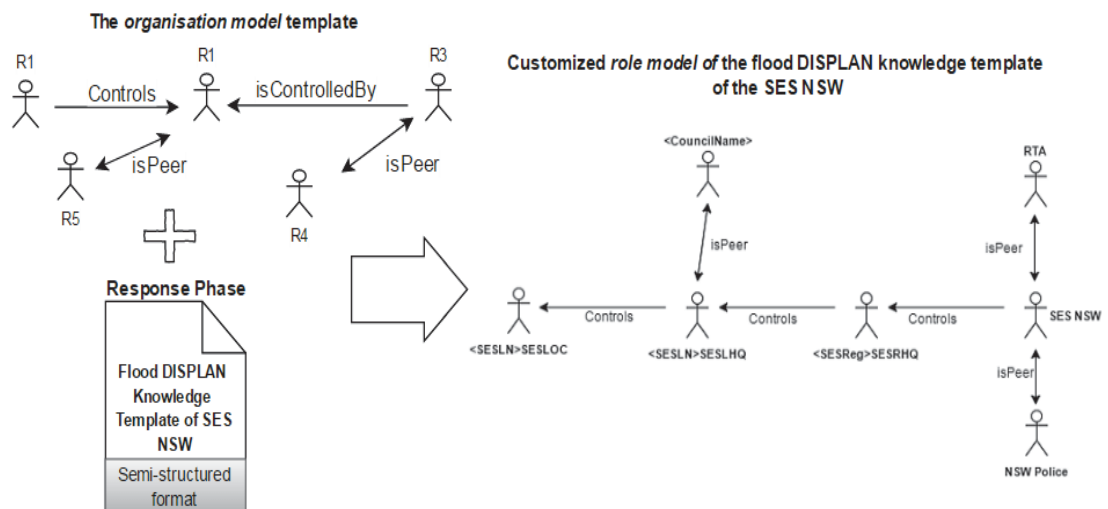 The organisation model template
R1
R1
R3
Controls
isControlledBy
isPeer
isPeer
R5
R4
Response Phase
Flood DISPLAN
Knowledge
Template of SES
NSW
Semi-structured
format
Customized role model of the flood DISPLAN knowledge template
of the SES NSW
<CouncilName>
RTA
isPeer
isPeer
Controls
Controls
Controls
SES NSW
<SESLN>SESLOC
<SESLN>SESLHQ
<SESReg>SESRHQ
isPeer
NSW Police